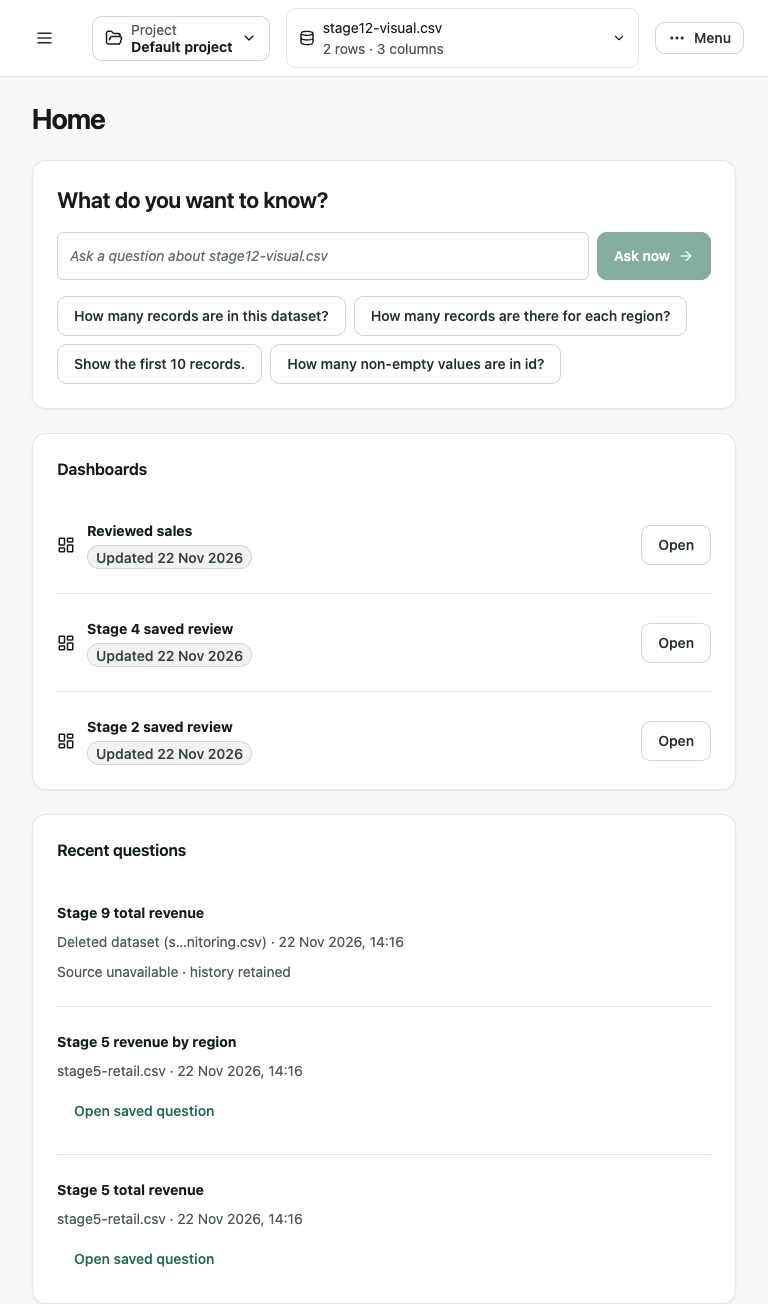 Project
Default project
stage12-visual.csv
2 rows · 3 columns
Menu
Home
What do you want to know?
Ask a question about stage12-visual.csv
Ask now
How many records are in this dataset?
How many records are there for each region?
Show the first 10 records.
How many non-empty values are in id?
Dashboards
Reviewed sales
Updated 22 Nov 2026
Open
Stage 4 saved review
Updated 22 Nov 2026
Open
Stage 2 saved review
Updated 22 Nov 2026
Open
Recent questions
Stage 9 total revenue
Deleted dataset (s…nitoring.csv) · 22 Nov 2026, 14:16
Source unavailable · history retained
Stage 5 revenue by region
stage5-retail.csv · 22 Nov 2026, 14:16
Open saved question
Stage 5 total revenue
stage5-retail.csv · 22 Nov 2026, 14:16
Open saved question